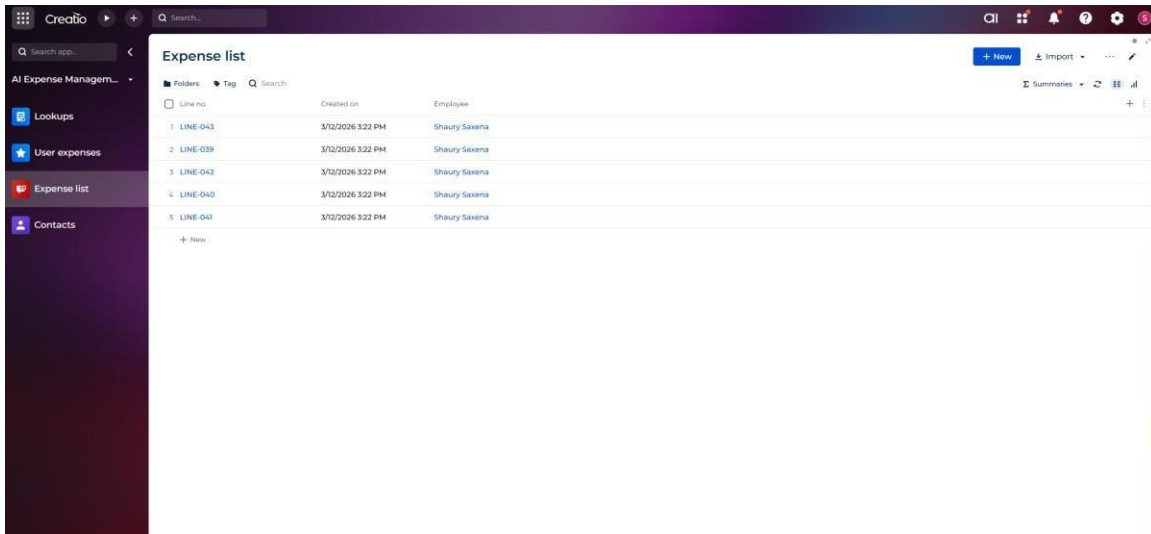 Creatio Search... ai S
Search app...
AI Expense Managem...
Lookups
User expenses
Expense list
Contacts
Expense list
+ New Import
Folders Tag Search Summaries
Line no. Created on Employee
1 LINE-043 3/12/2026 3:22 PM Shaury Saxena
2 LINE-039 3/12/2026 3:22 PM Shaury Saxena
3 LINE-042 3/12/2026 3:22 PM Shaury Saxena
4 LINE-040 3/12/2026 3:22 PM Shaury Saxena
5 LINE-041 3/12/2026 3:22 PM Shaury Saxena
+ New